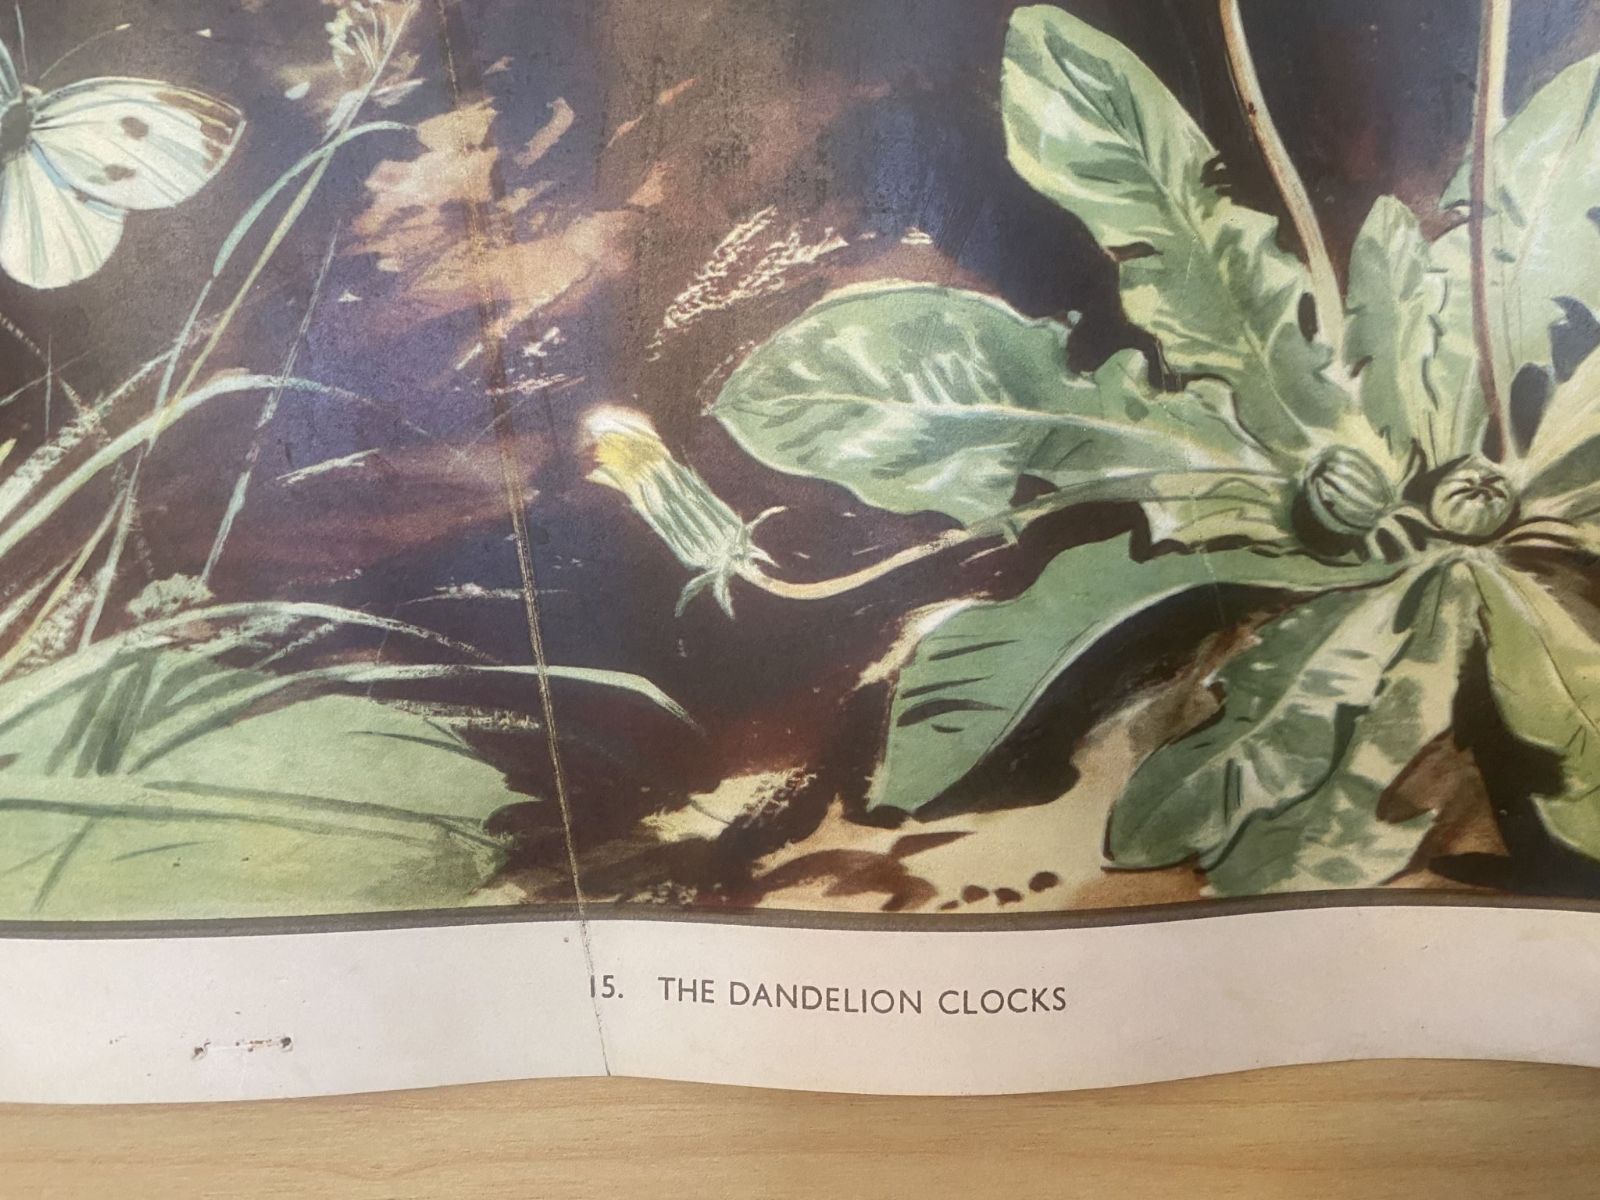 15. THE DANDELION CLOCKS